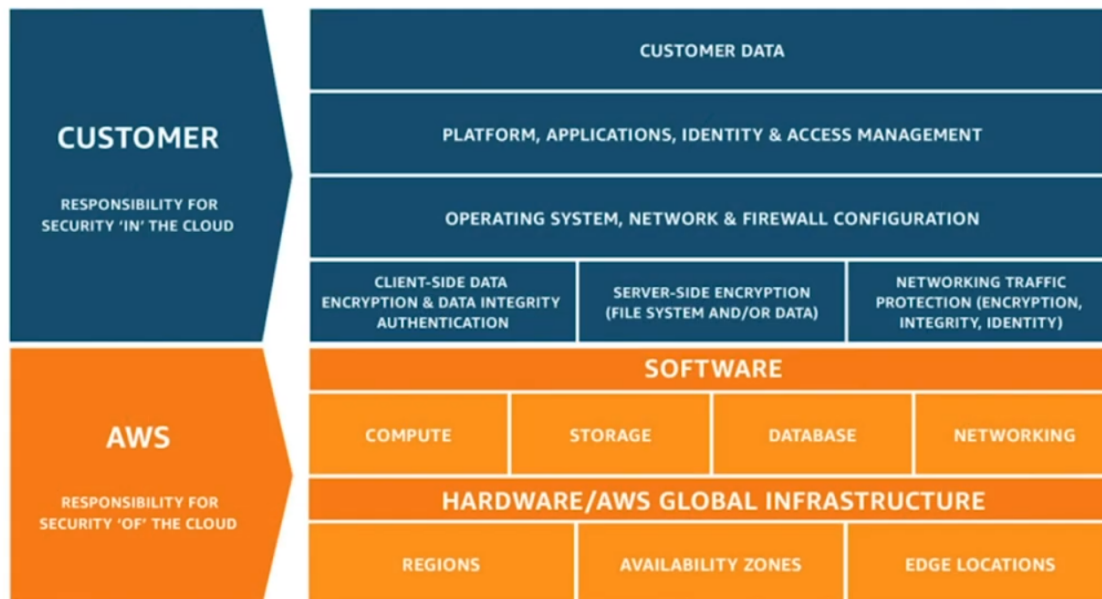 CUSTOMER
RESPONSIBILITY FOR
SECURITY ‘IN’ THE CLOUD
CUSTOMER DATA
PLATFORM, APPLICATIONS, IDENTITY & ACCESS MANAGEMENT
OPERATING SYSTEM, NETWORK & FIREWALL CONFIGURATION
CLIENT-SIDE DATA
ENCRYPTION & DATA INTEGRITY
AUTHENTICATION
SERVER-SIDE ENCRYPTION
(FILE SYSTEM AND/OR DATA)
NETWORKING TRAFFIC
PROTECTION (ENCRYPTION,
INTEGRITY, IDENTITY)
AWS
RESPONSIBILITY FOR
SECURITY ‘OF’ THE CLOUD
SOFTWARE
COMPUTE
STORAGE
DATABASE
NETWORKING
HARDWARE/AWS GLOBAL INFRASTRUCTURE
REGIONS
AVAILABILITY ZONES
EDGE LOCATIONS